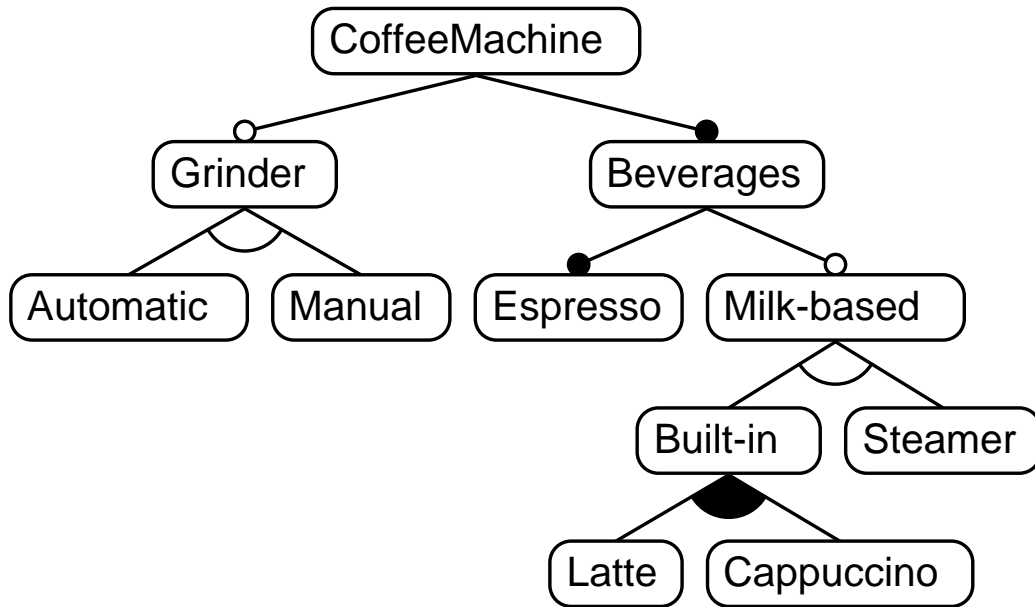 CoffeeMachine
Grinder
Beverages
Automatic
Manual
Espresso
Milk-based
Built-in
Steamer
Latte
Cappuccino